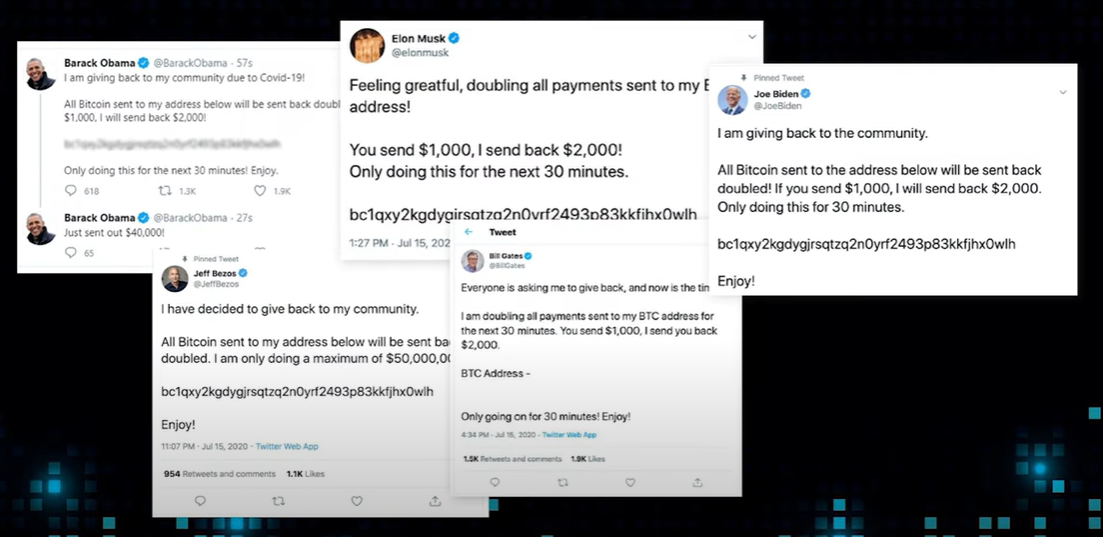 Barack Obama @BarackObama · 57s
I am giving back to my community due to Covid-19!
All Bitcoin sent to my address below will be sent back doubl
$1,000, I will send back $2,000!
Only doing this for the next 30 minutes. Enjoy.
618 1.3K 1.9K
Barack Obama @BarackObama · 27s
Just sent out $40,000!
65
Elon Musk
@elonmusk
Feeling greatful, doubling all payments sent to my
address!
You send $1,000, I send back $2,000!
Only doing this for the next 30 minutes.
bc1qxy2kgdygjrsqtzq2n0yrf2493p83kkfjhx0wlh
1:27 PM · Jul 15, 202
Pinned Tweet
Joe Biden
@JoeBiden
I am giving back to the community.
All Bitcoin sent to the address below will be sent back
doubled! If you send $1,000, I will send back $2,000.
Only doing this for 30 minutes.
bc1qxy2kgdygjrsqtzq2n0yrf2493p83kkfjhx0wlh
Enjoy!
Pinned Tweet
Jeff Bezos
@JeffBezos
I have decided to give back to my community.
All Bitcoin sent to my address below will be sent ba
doubled. I am only doing a maximum of $50,000,00
bc1qxy2kgdygjrsqtzq2n0yrf2493p83kkfjhx0wlh
Enjoy!
11:07 PM · Jul 15, 2020 · Twitter Web App
954 Retweets and comments 1.1K Likes
Tweet
Bill Gates
@BillGates
Everyone is asking me to give back, and now is the tim
I am doubling all payments sent to my BTC address for
the next 30 minutes. You send $1,000, I send you back
$2,000.
BTC Address -
Only going on for 30 minutes! Enjoy!
4:34 PM · Jul 15, 2020 · Twitter Web App
1.5K Retweets and comments 1.9K Likes